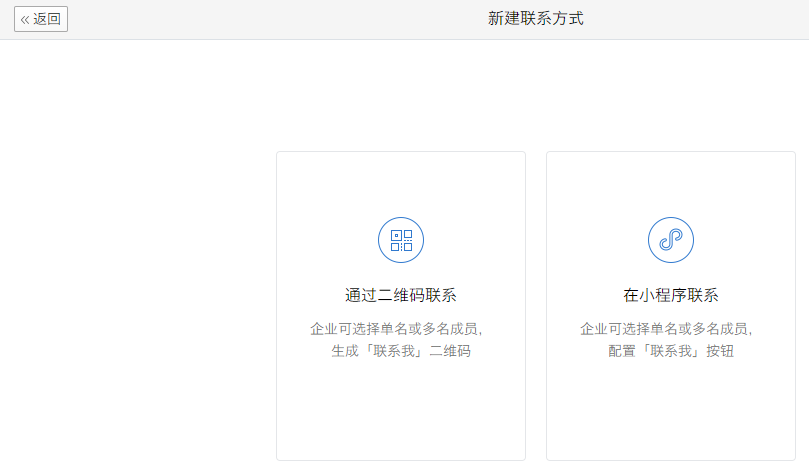 返回
新建联系方式
通过二维码联系
企业可选择单名或多名成员，
生成「联系我」二维码
在小程序联系
企业可选择单名或多名成员，
配置「联系我」按钮